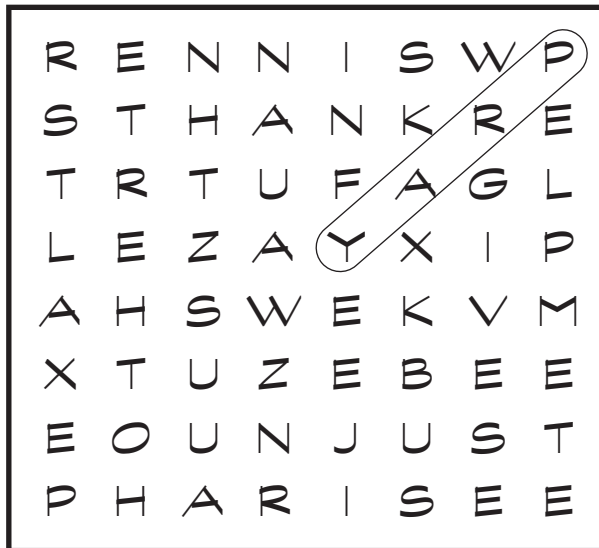 R E N N I S W P
S T H A N K R E
T R T U F A G L
L E Z A Y X I P
A H S W E K V M
X T U Z E B E E
E O U N J U S T
P H A R I S E E